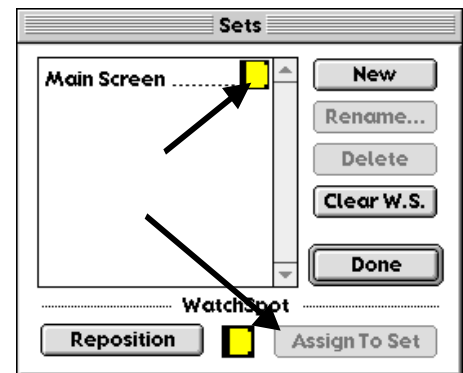 Sets
Main Screen ........
New
Rename...
Delete
Clear W.S.
Done
WatchSpot
Reposition
Assign To Set